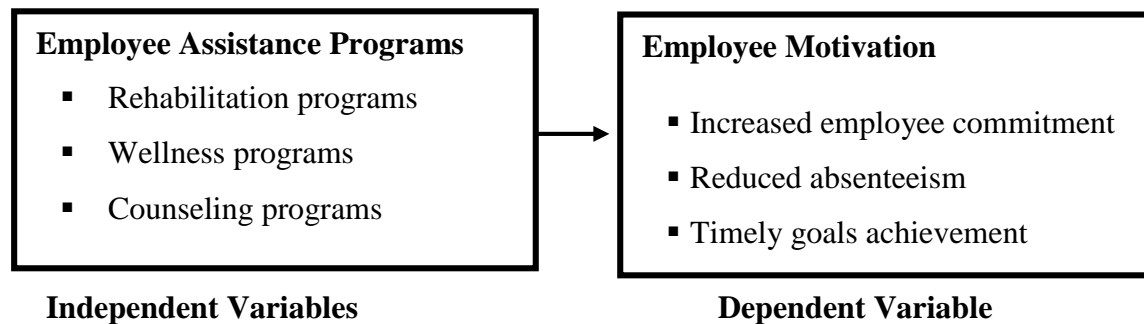 Employee Assistance Programs
▪ Rehabilitation programs
▪ Wellness programs
▪ Counseling programs
Independent Variables
Employee Motivation
▪ Increased employee commitment
▪ Reduced absenteeism
▪ Timely goals achievement
Dependent Variable